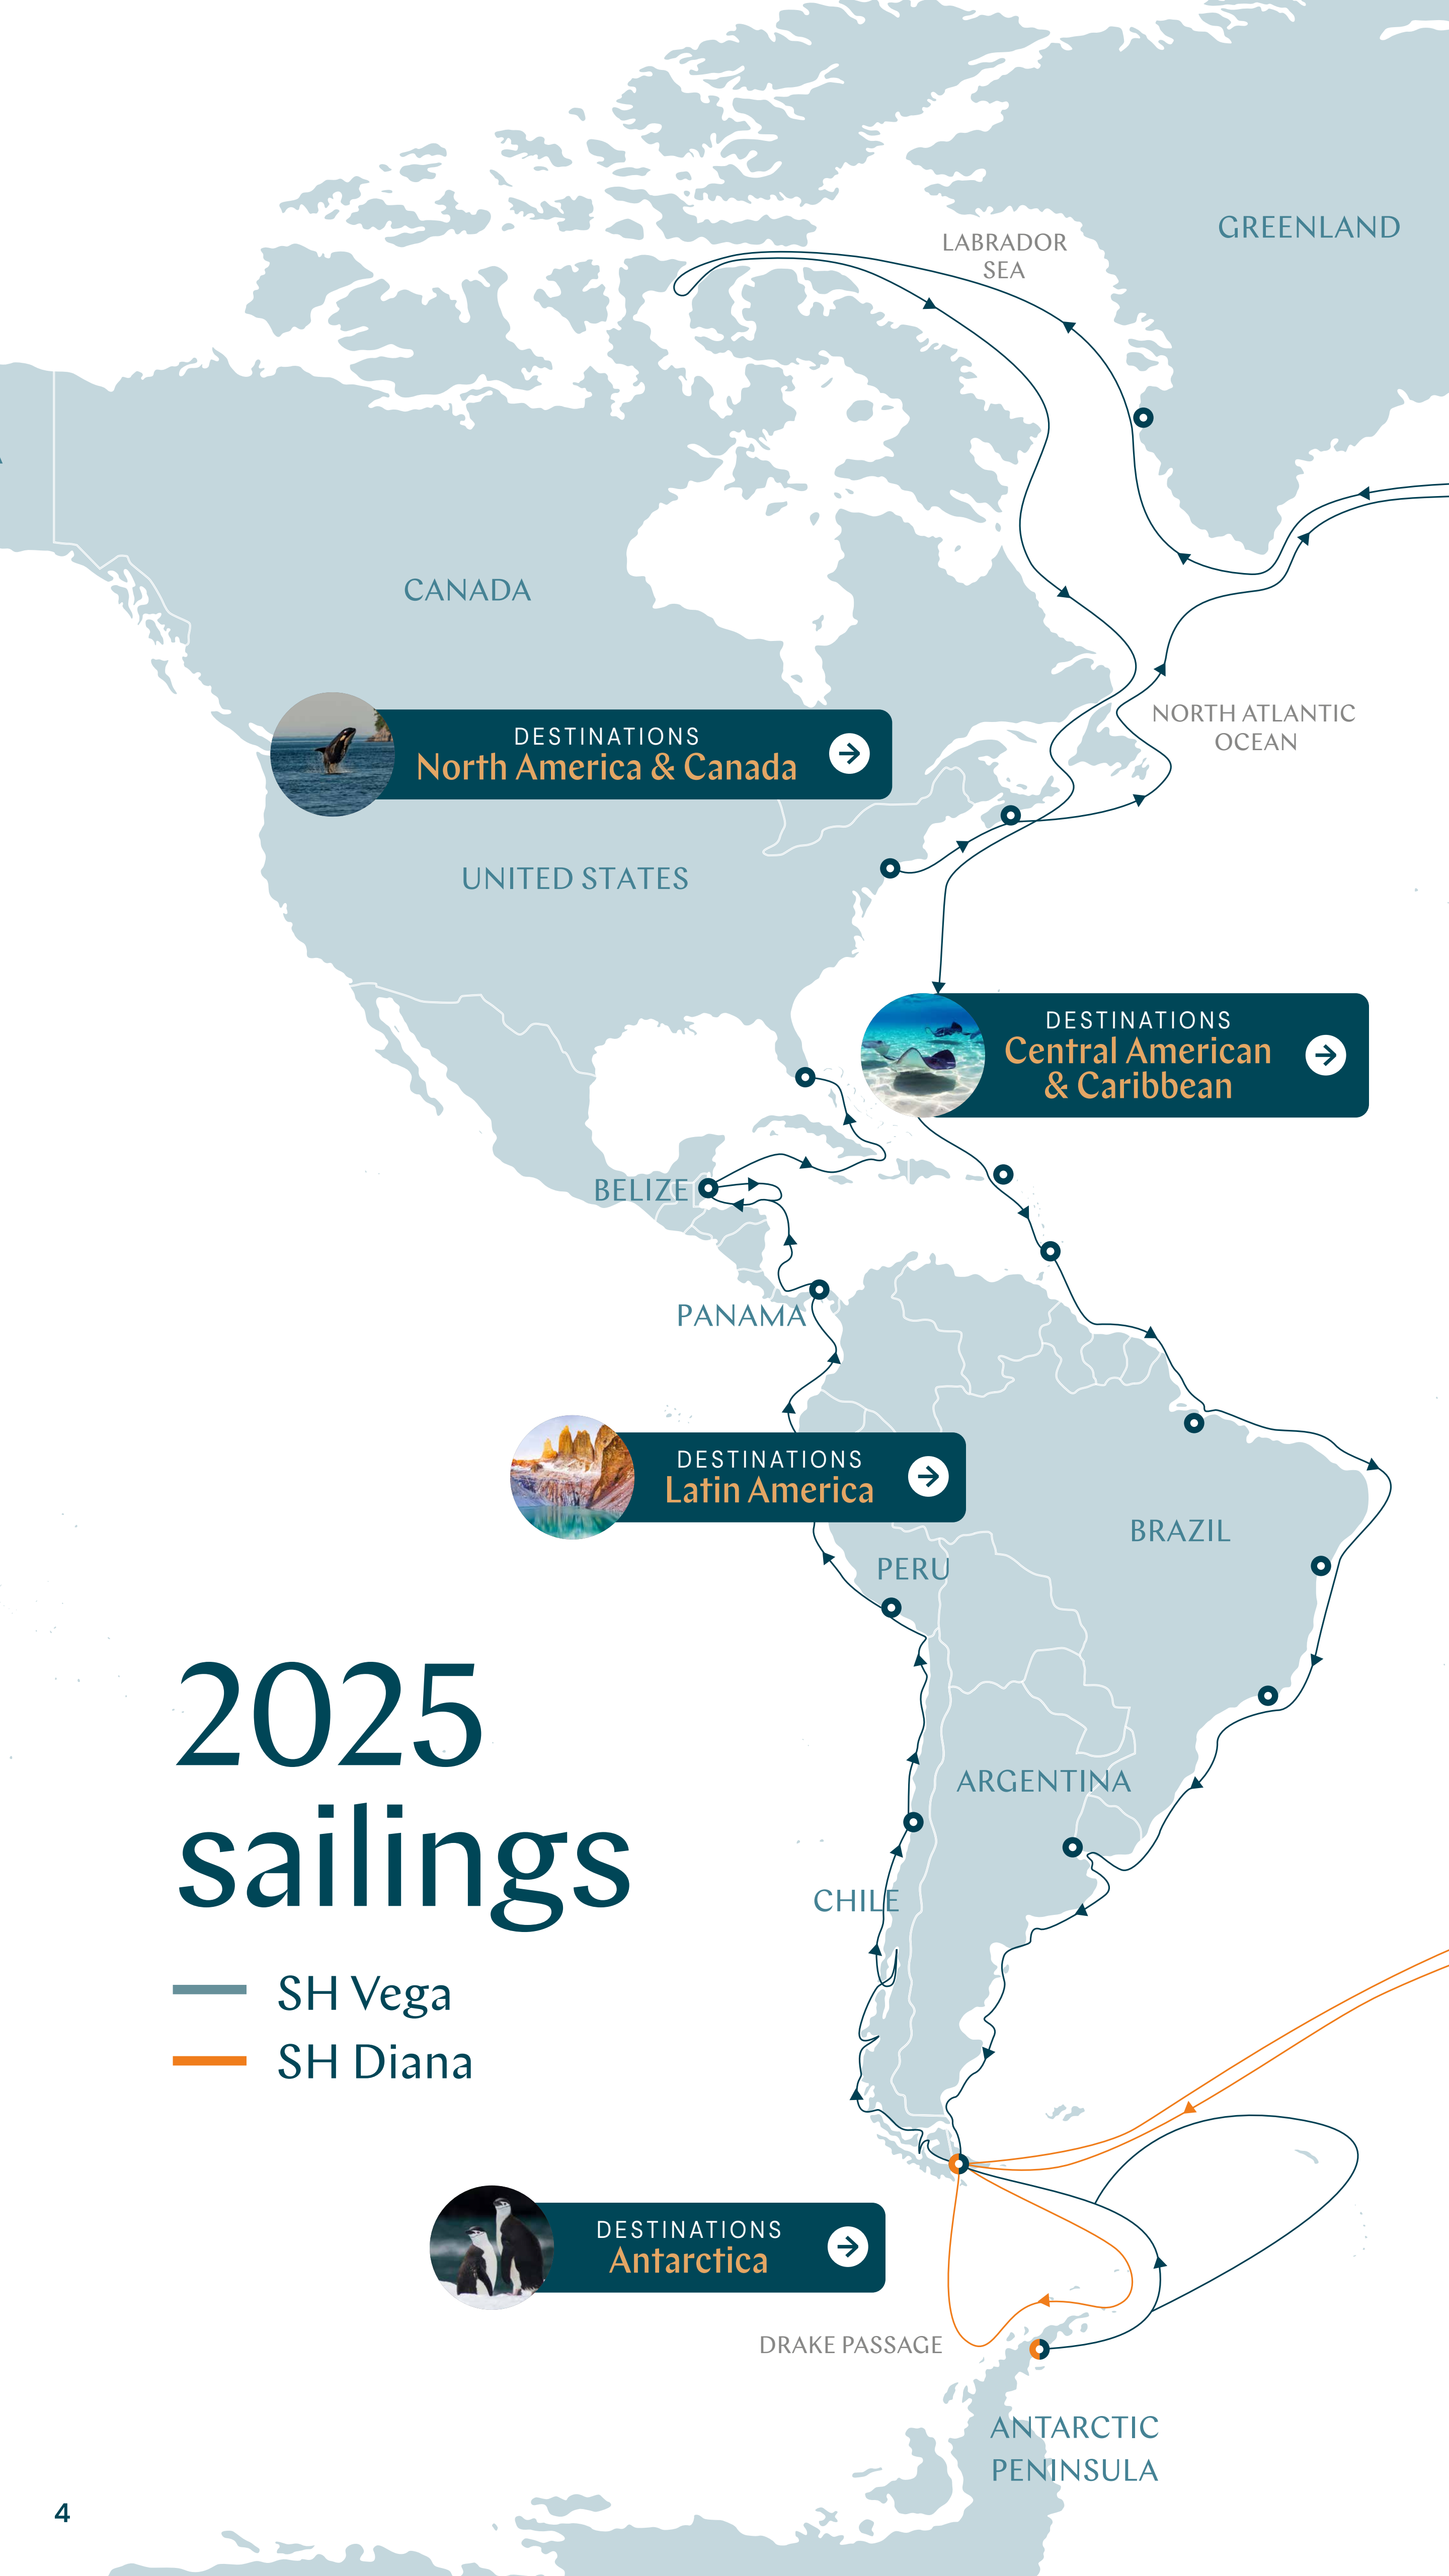 GREENLAND
LABRADOR
SEA
CANADA
NORTH ATLANTIC
OCEAN
DESTINATIONS
North America & Canada
UNITED STATES
DESTINATIONS
Central American
& Caribbean
BELIZE
PANAMA
DESTINATIONS
Latin America
BRAZIL
PERU
2025
sailings
ARGENTINA
CHILE
SH Vega
SH Diana
DESTINATIONS
Antarctica
DRAKE PASSAGE
ANTARCTIC
PENINSULA
4